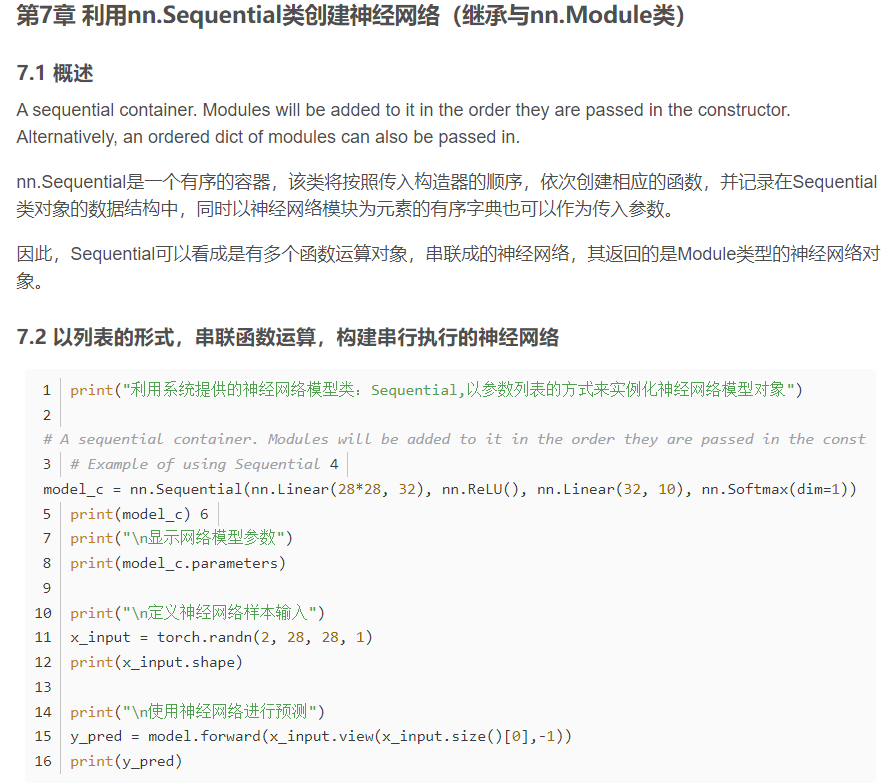 第7章 利用nn.Sequential类创建神经网络（继承与nn.Module类）
7.1 概述
A sequential container. Modules will be added to it in the order they are passed in the constructor.
Alternatively, an ordered dict of modules can also be passed in.
nn.Sequential是一个有序的容器，该类将按照传入构造器的顺序，依次创建相应的函数，并记录在Sequential
类对象的数据结构中，同时以神经网络模块为元素的有序字典也可以作为传入参数。
因此，Sequential可以看成是有多个函数运算对象，串联成的神经网络，其返回的是Module类型的神经网络对
象。
7.2 以列表的形式，串联函数运算，构建串行执行的神经网络
1 print("利用系统提供的神经网络模型类：Sequential,以参数列表的方式来实例化神经网络模型对象")
2
# A sequential container. Modules will be added to it in the order they are passed in the const
3 # Example of using Sequential 4
model_c = nn.Sequential(nn.Linear(28*28, 32), nn.ReLU(), nn.Linear(32, 10), nn.Softmax(dim=1))
5 print(model_c) 6
7 print("\n显示网络模型参数")
8 print(model_c.parameters)
9
10 print("\n定义神经网络样本输入")
11 x_input = torch.randn(2, 28, 28, 1)
12 print(x_input.shape)
13
14 print("\n使用神经网络进行预测")
15 y_pred = model.forward(x_input.view(x_input.size()[0],-1))
16 print(y_pred)